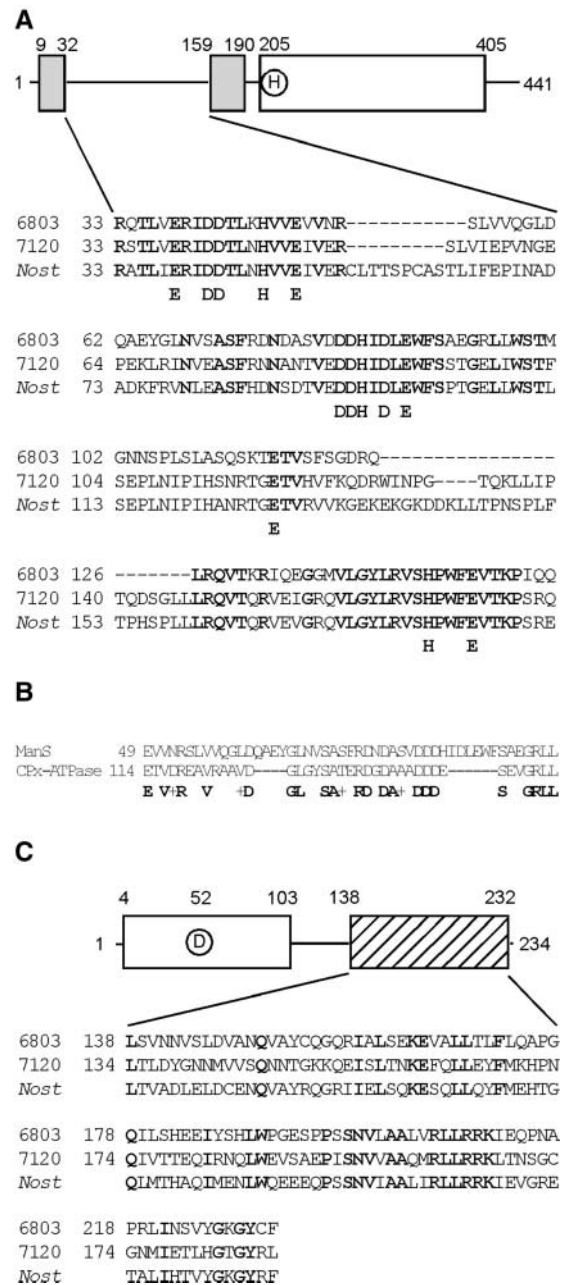 A
9 32 159 190 205 405
1 H 441
6803 33 RQTLVERIDDTLKHVVEVVNR-----------SLVVQGLD
7120 33 RSTLVERIDDTLNHVVEIVNR---------SLVIEPVNGE
Nost 33 RATLIERIDDTLNHVVEIVERCLTTSPCASTLIFEPINAD
E DD H E
6803 62 QAEYGLNVSASFRDNDASVDDDHIDLEWFSAEGRLLWSTM
7120 64 PEKLRINVEASFRNNANTVEDDHIDLEWFSSTGELIWSTF
Nost 73 ADKFRVNLEASFHDNSDTVEDDHIDLEWFSPTGELLWSTL
DDH D E
6803 102 GNNSPLSLASQSKTETVSFSGDRQ----------------
7120 104 SEPLNIPIHSNRTGETVHVFKQDRWINPG----TQKLLIP
Nost 113 SEPLNIPIHANRTGETVRVVKGEKEKGKDDKLLTPNSPLF
E
6803 126 -------LRQVTKRIQEGGMVLGYLRVSHPWFEVTKPIQQ
7120 140 TQDSGLLLRQVTQRVEIGRQVLGYLRVSHPWFEVTKPSRQ
Nost 153 TPHSPLLLRQVTQRVEVGRQVLGYLRVSHPWFEVTKPSRE
H E
B
ManS 49 EVVNRSLVVQGLDQAEYGLNVSASFRDNDASVDDDHIDLEWFSAEGRLL
CPx-ATPase 114 ETVDREAVRAAVD----GLGYSATERDGDAAADDDE------SEVGRLL
E V+R V +D GL SA+ RD DA+ DDD S GRLL
C
4 52 103 138 232
1 D 234
6803 138 LSVNNVSLDVANQVAYCQGQRIALSEKEVALLTLFLQAPG
7120 134 LTLDYGNNMVVSQNNTGKKQEISLTNKEFQLLEYFMKHPN
Nost LTVADLELDCENQVAYRQGRIIELSQKESQLLQYFMEHTG
6803 178 QILSHEEIYSHLWPGESPPSSNVLAALVRLLRRKIEQPNA
7120 174 QIVTTEQIRNQLWEVSAEPISNVVAAQMRLLRRKLTNSGC
Nost QLMTHAQIMENLWQEEEQPSSNVIAALIRLLRRKIEVGRE
6803 218 PRLINSVYGKGYCF
7120 174 GNMIETLHGTGYRL
Nost TALIHTVYGKGYRF